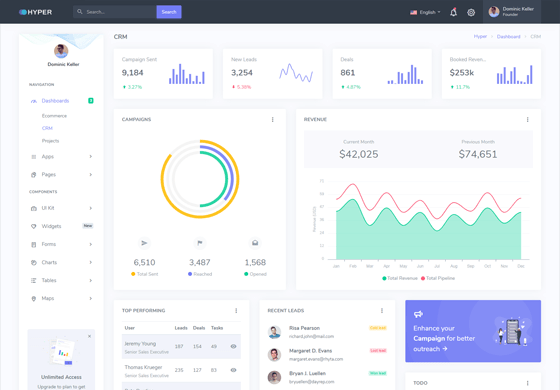 HYPER
Search...
Search
English
Dominic Keller
Founder
CRM
Hyper > Dashboard > CRM
Dominic Keller
NAVIGATION
Dashboards
Ecommerce
CRM
Projects
Apps
Pages
COMPONENTS
UI Kit
Widgets
New
Forms
Charts
Tables
Maps
Unlimited Access
Upgrade to plan to get
Campaign Sent
9,184
3.27%
New Leads
3,254
5.38%
Deals
861
4.87%
Booked Reven...
$253k
11.7%
CAMPAIGNS
6,510
3,487
1,568
Total Sent
Reached
Opened
REVENUE
Current Month
Previous Month
$42,025
$74,651
Revenue (USD)
Jan Feb Mar Apr May Jun Jul Aug Sep Oct Nov Dec
Total Revenue
Total Pipeline
TOP PERFORMING
User Leads Deals Tasks
Jeremy Young
Senior Sales Executive
187 154 49
Thomas Krueger
Senior Sales Executive
235 127 83
RECENT LEADS
Risa Pearson
richard.john@mail.com
Cold lead
Margaret D. Evans
margaret.evans@rhyta.com
Lost lead
Bryan J. Luellen
bryuellen@dayrep.com
Won lead
Enhance your
Campaign for better
outreach →
TODO